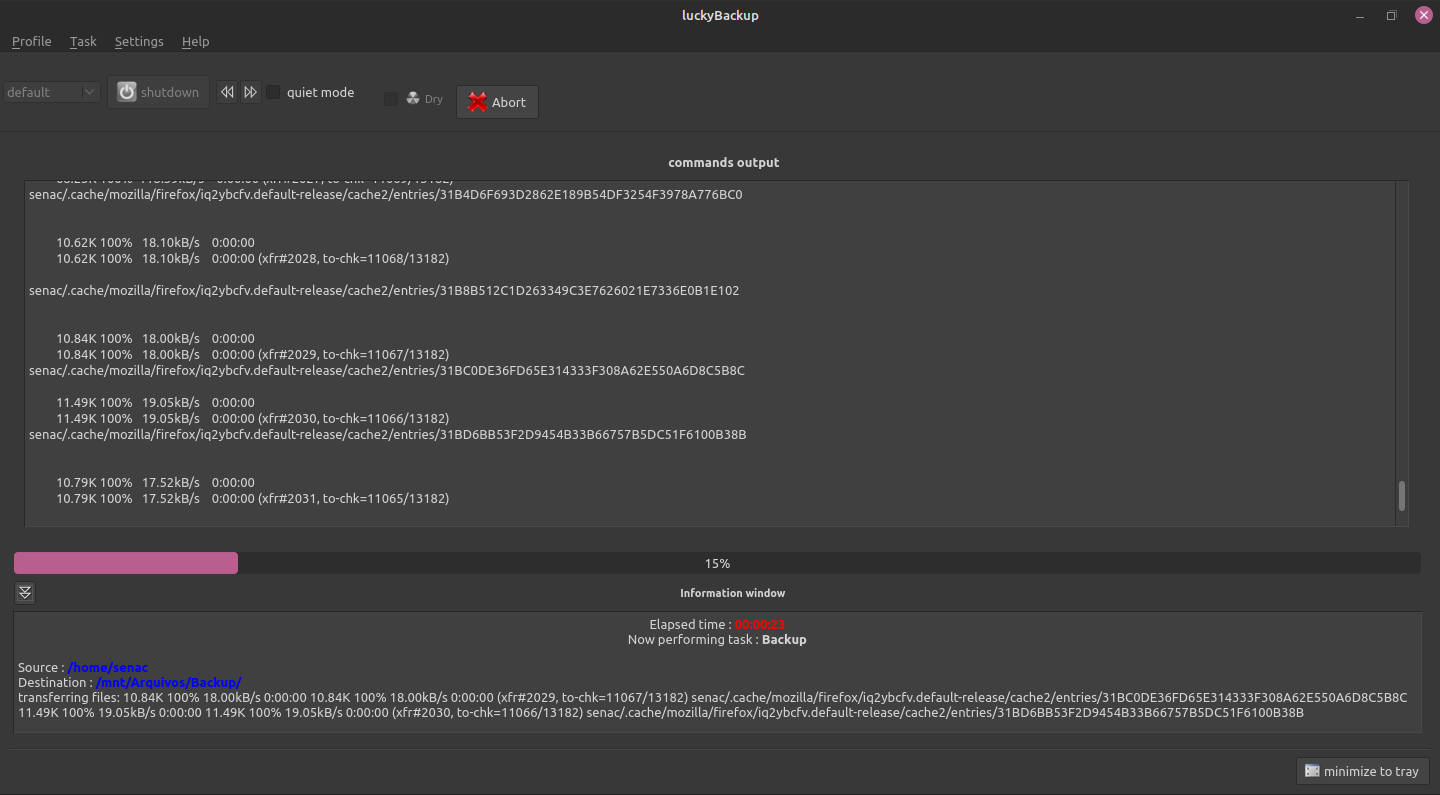 luckyBackup
Profile Task Settings Help
default shutdown quiet mode Dry Abort
commands output
senac/.cache/mozilla/firefox/iq2ybcfv.default-release/cache2/entries/31B4D6F693D2862E189B54DF3254F3978A776BC0
10.62K 100% 18.10kB/s 0:00:00
10.62K 100% 18.10kB/s 0:00:00 (xfr#2028, to-chk=11068/13182)
senac/.cache/mozilla/firefox/iq2ybcfv.default-release/cache2/entries/31B8B512C1D263349C3E7626021E7336E0B1E102
10.84K 100% 18.00kB/s 0:00:00
10.84K 100% 18.00kB/s 0:00:00 (xfr#2029, to-chk=11067/13182)
senac/.cache/mozilla/firefox/iq2ybcfv.default-release/cache2/entries/31BC0DE36FD65E314333F308A62E550A6D8C5B8C
11.49K 100% 19.05kB/s 0:00:00
11.49K 100% 19.05kB/s 0:00:00 (xfr#2030, to-chk=11066/13182)
senac/.cache/mozilla/firefox/iq2ybcfv.default-release/cache2/entries/31BD6BB53F2D9454B33B66757B5DC51F6100B38B
10.79K 100% 17.52kB/s 0:00:00
10.79K 100% 17.52kB/s 0:00:00 (xfr#2031, to-chk=11065/13182)
15%
Information window
Elapsed time : 00:00:23
Now performing task : Backup
Source : /home/senac
Destination : /mnt/Arquivos/Backup/
transferring files: 10.84K 100% 18.00kB/s 0:00:00 10.84K 100% 18.00kB/s 0:00:00 (xfr#2029, to-chk=11067/13182) senac/.cache/mozilla/firefox/iq2ybcfv.default-release/cache2/entries/31BC0DE36FD65E314333F308A62E550A6D8C5B8C
11.49K 100% 19.05kB/s 0:00:00 11.49K 100% 19.05kB/s 0:00:00 (xfr#2030, to-chk=11066/13182) senac/.cache/mozilla/firefox/iq2ybcfv.default-release/cache2/entries/31BD6BB53F2D9454B33B66757B5DC51F6100B38B
minimize to tray